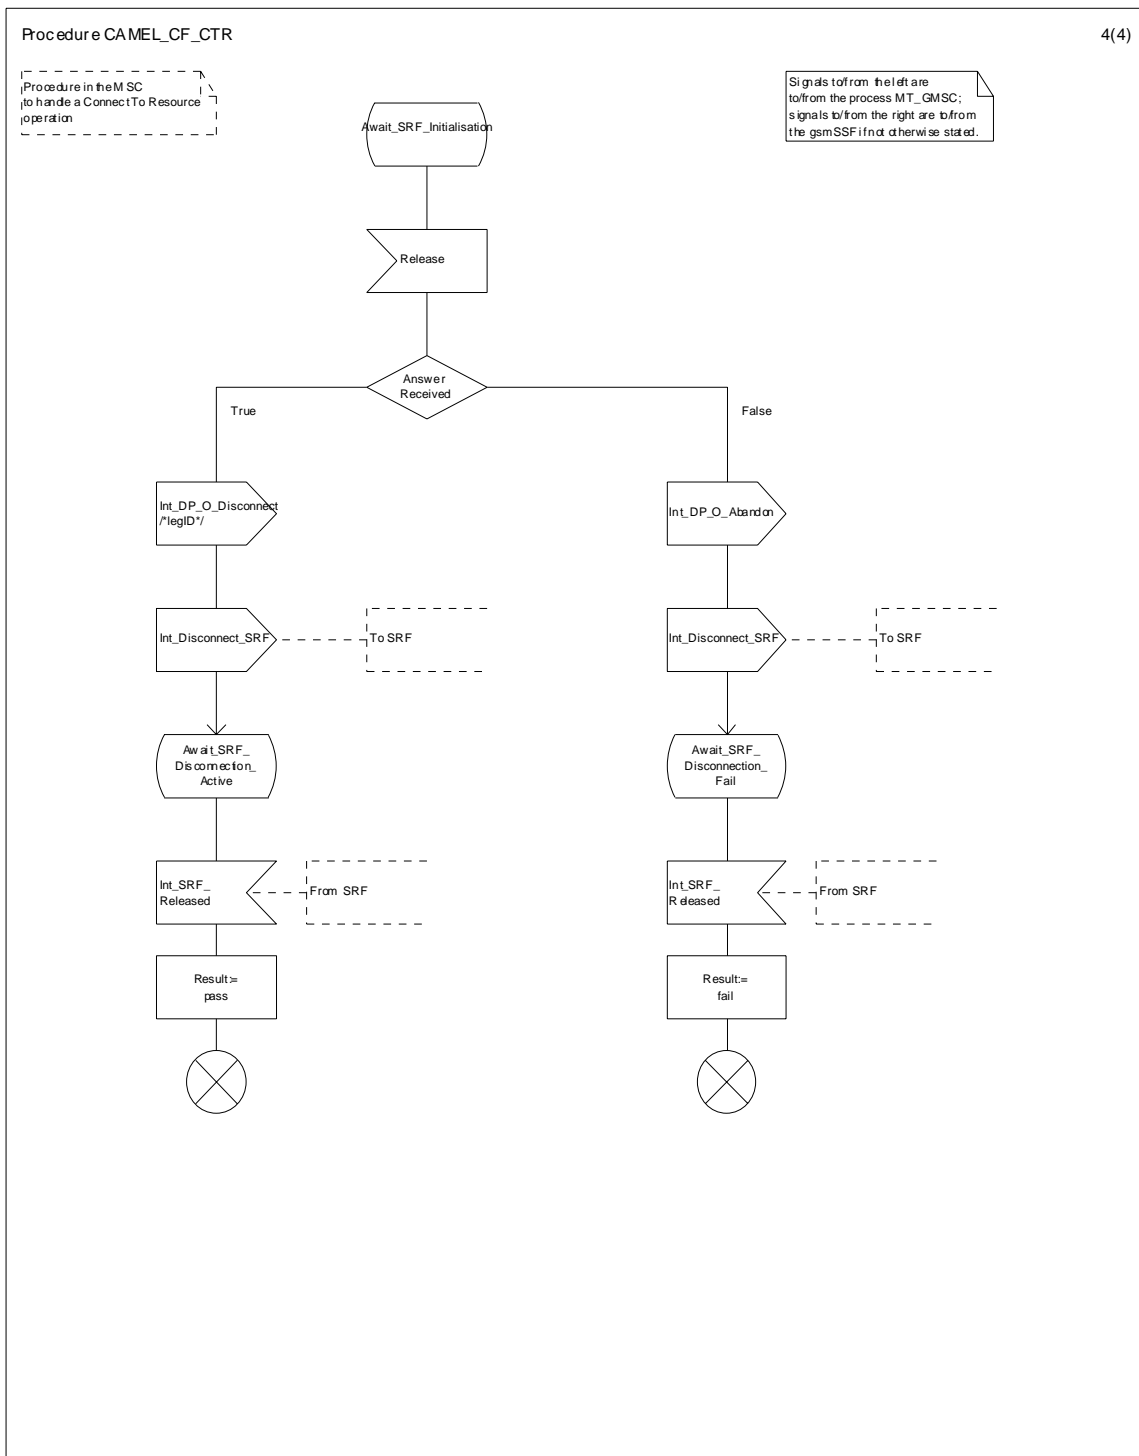 Procedure CAMEL_CF_CTR
4(4)
Procedure in the MSC
to handle a Connect To Resource
operation
Signals to/from the left are
to/from the process MT_GMSC;
signals to/from the right are to/from
the gsmSSF if not otherwise stated.
Await_SRF_Initialisation
Release
Answer
Received
True
False
Int_DP_O_Disconnect
/*legID*/
Int_DP_O_Abandon
Int_Disconnect_SRF
To SRF
Int_Disconnect_SRF
To SRF
Await_SRF_
Disconnection_
Active
Await_SRF_
Disconnection_
Fail
Int_SRF_
Released
From SRF
Int_SRF_
Released
From SRF
Result:=
pass
Result:=
fail